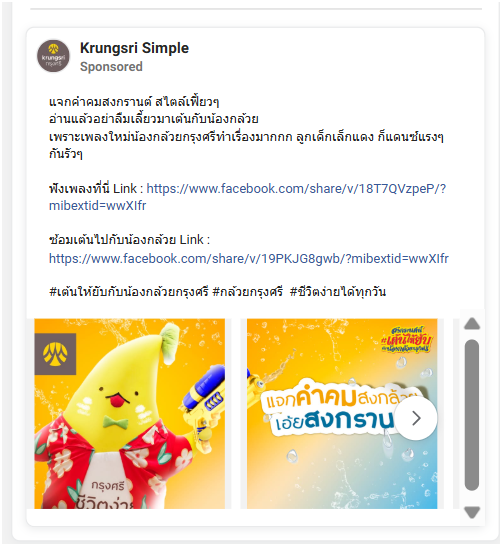 Krungsri Simple
Sponsored
krungsri
กรุงศรี
แจกคำคมสงกรานต์ สไตล์เฟี้ยวๆ
อ่านแล้วอย่าลืมเลี้ยวมาเต้นกับน้องกล้วย
เพราะเพลงใหม่น้องกล้วยกรุงศรีทำเรื่องมากกก ลูกเด็กเล็กแดง ก็แดนซ์แรงๆ
กันรัวๆ
ฟังเพลงที่นี่ Link : https://www.facebook.com/share/v/18T7QVzpeP/?
mibextid=wwXIfr
ซ้อมเต้นไปกับน้องกล้วย Link :
https://www.facebook.com/share/v/19PKJG8gwb/?mibextid=wwXIfr
#เต้นให้ยับกับน้องกล้วยกรุงศรี #กล้วยกรุงศรี #ชีวิตง่ายได้ทุกวัน
กรุงศรี
ชีวิตง่าย
#เต้นให้ยับ
แจกคำคมสงกล้วย
เอ้ยสงกราน